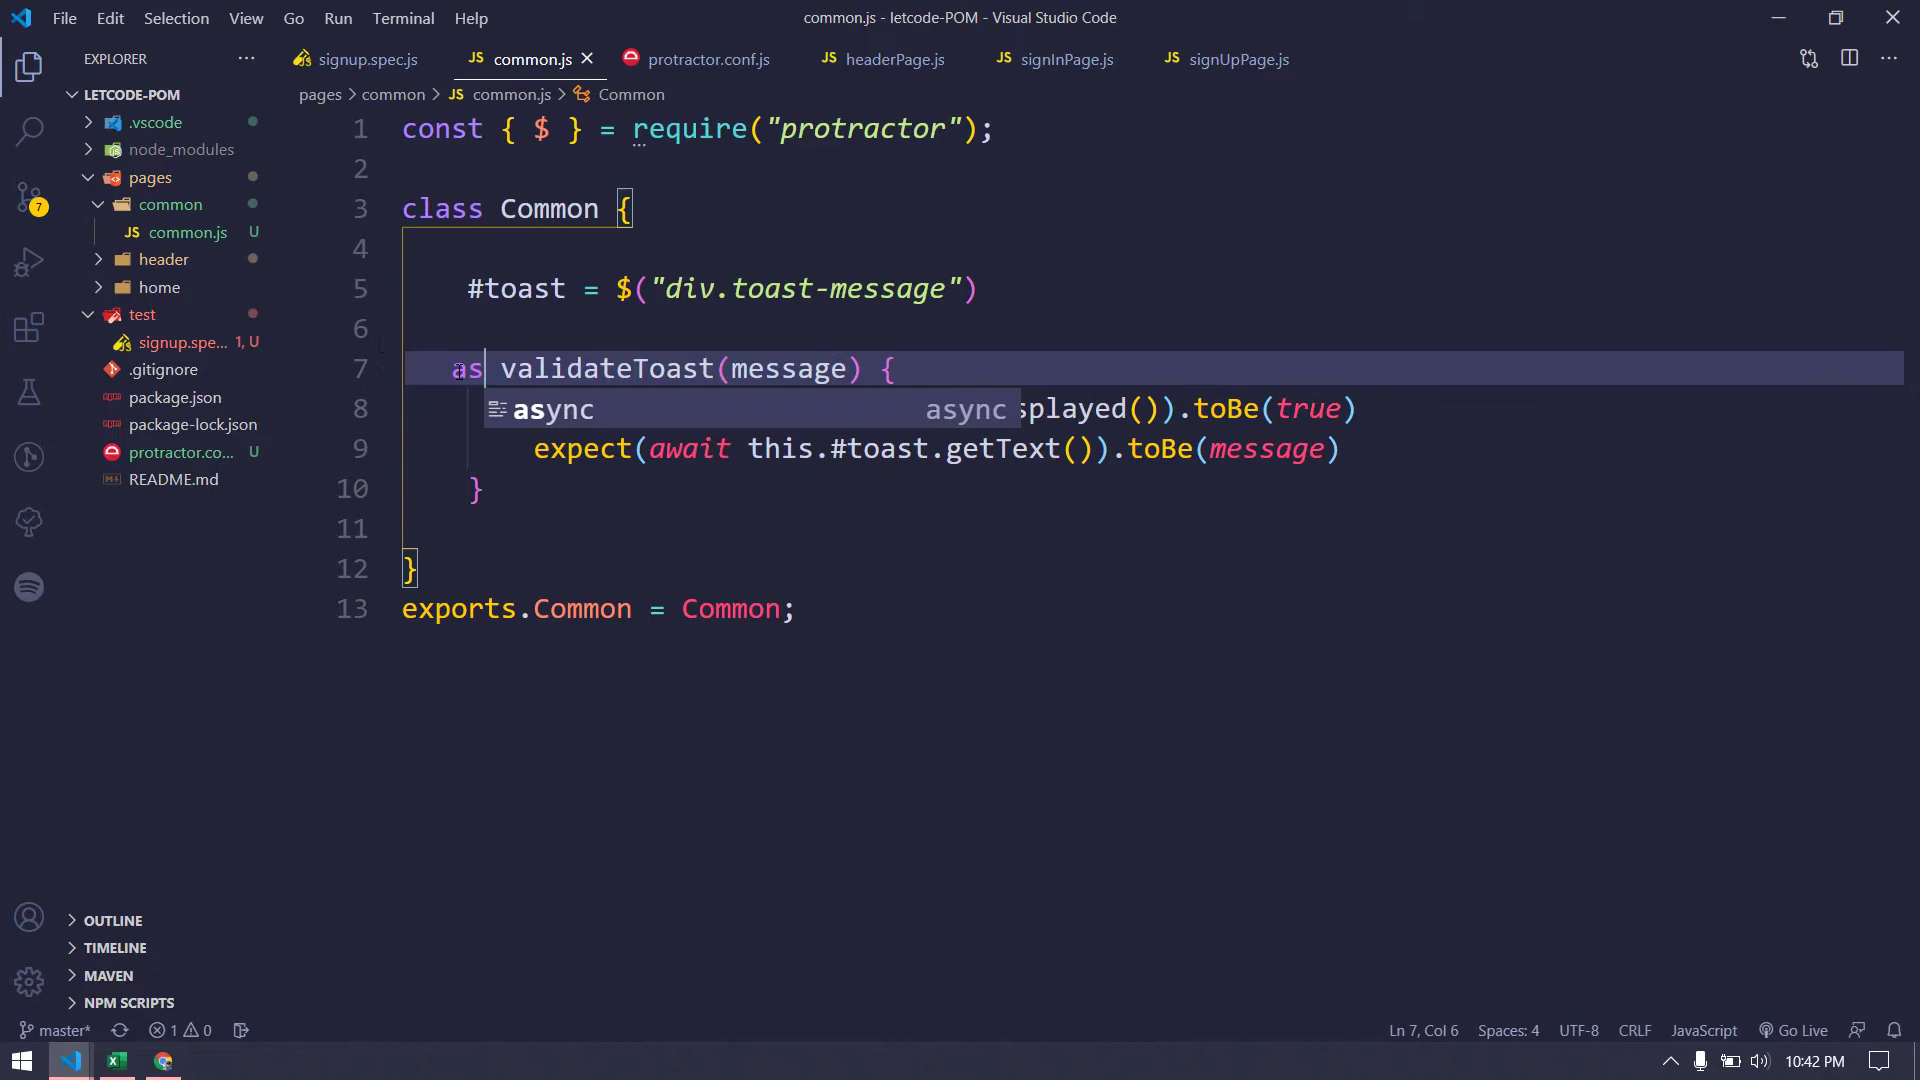 File Edit Selection View Go Run Terminal Help
common.js - letcode-POM - Visual Studio Code
EXPLORER
signup.spec.js
JS common.js
protractor.conf.js
JS headerPage.js
JS signInPage.js
JS signUpPage.js
pages > common > JS common.js > Common
LETCODE-POM
.vscode
node_modules
pages
common
JS common.js U
header
home
test
signup.spe... 1, U
.gitignore
package.json
package-lock.json
protractor.co... U
README.md
7
1 const { $ } = require("protractor");
2
3 class Common {
4
5 #toast = $("div.toast-message")
6
7 as validateToast(message) {
async async
8 splayed()).toBe(true)
9 expect(await this.#toast.getText()).toBe(message)
10 }
11
12 }
13 exports.Common = Common;
OUTLINE
TIMELINE
MAVEN
NPM SCRIPTS
master* 1 0
Ln 7, Col 6 Spaces: 4 UTF-8 CRLF JavaScript Go Live
10:42 PM